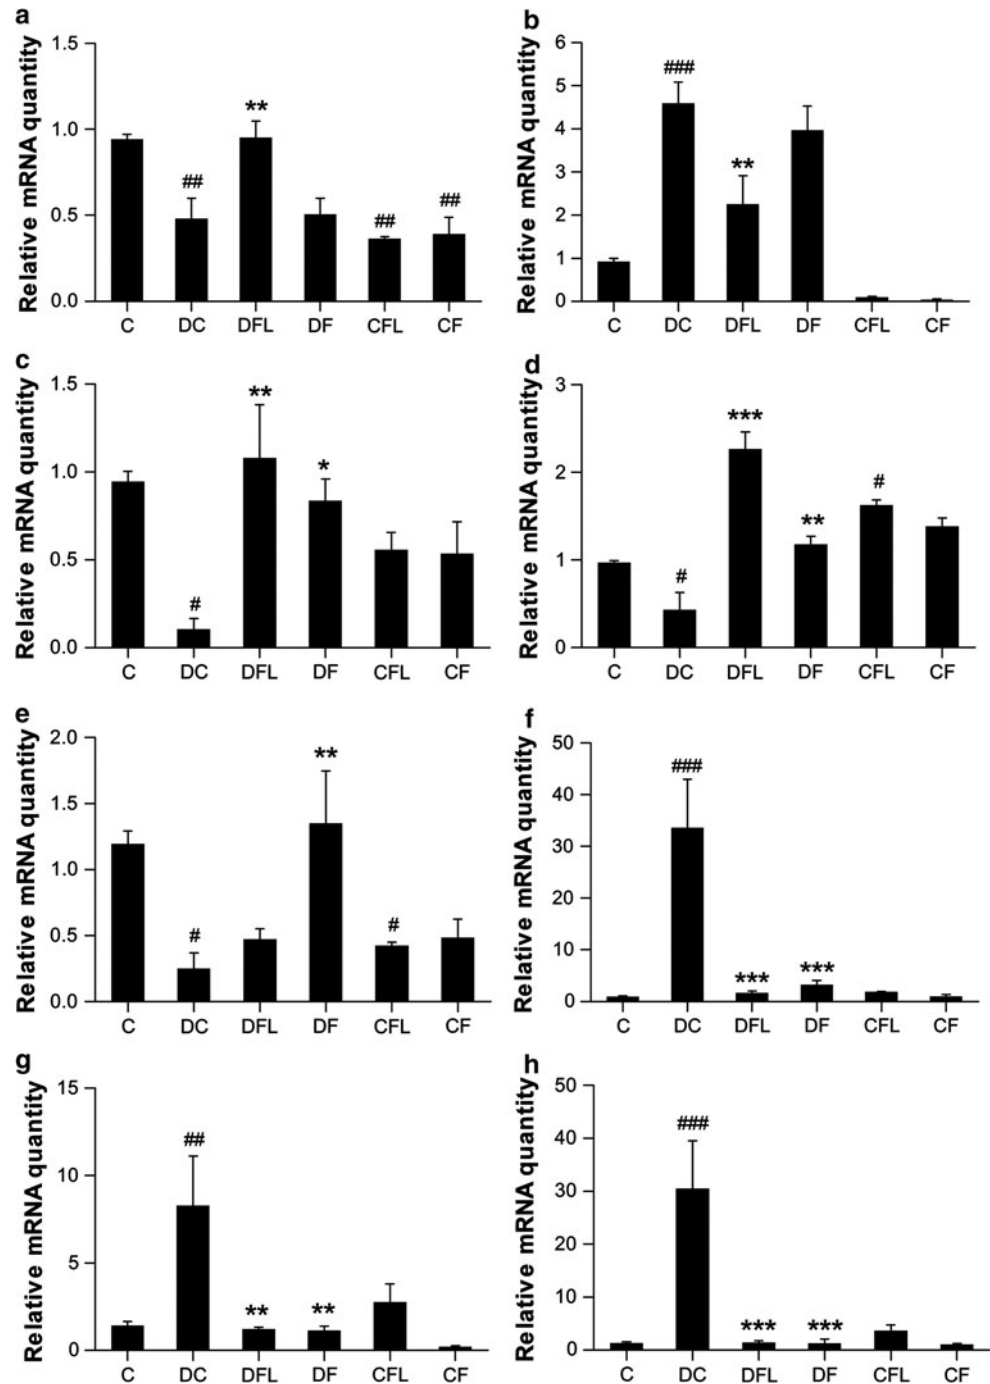 a
Relative mRNA quantity
1.5
1.0
0.5
0.0
##
**
##
##
C DC DFL DF CFL CF
b
Relative mRNA quantity
6
5
4
3
2
1
0
###
**
C DC DFL DF CFL CF
c
Relative mRNA quantity
1.5
1.0
0.5
0.0
#
**
*
C DC DFL DF CFL CF
d
Relative mRNA quantity
3
2
1
0
#
***
**
#
C DC DFL DF CFL CF
e
Relative mRNA quantity
2.0
1.5
1.0
0.5
0.0
#
**
#
C DC DFL DF CFL CF
f
Relative mRNA quantity
50
40
30
20
10
0
###
***
***
C DC DFL DF CFL CF
g
Relative mRNA quantity
15
10
5
0
##
**
**
C DC DFL DF CFL CF
h
Relative mRNA quantity
50
40
30
20
10
0
###
***
***
C DC DFL DF CFL CF